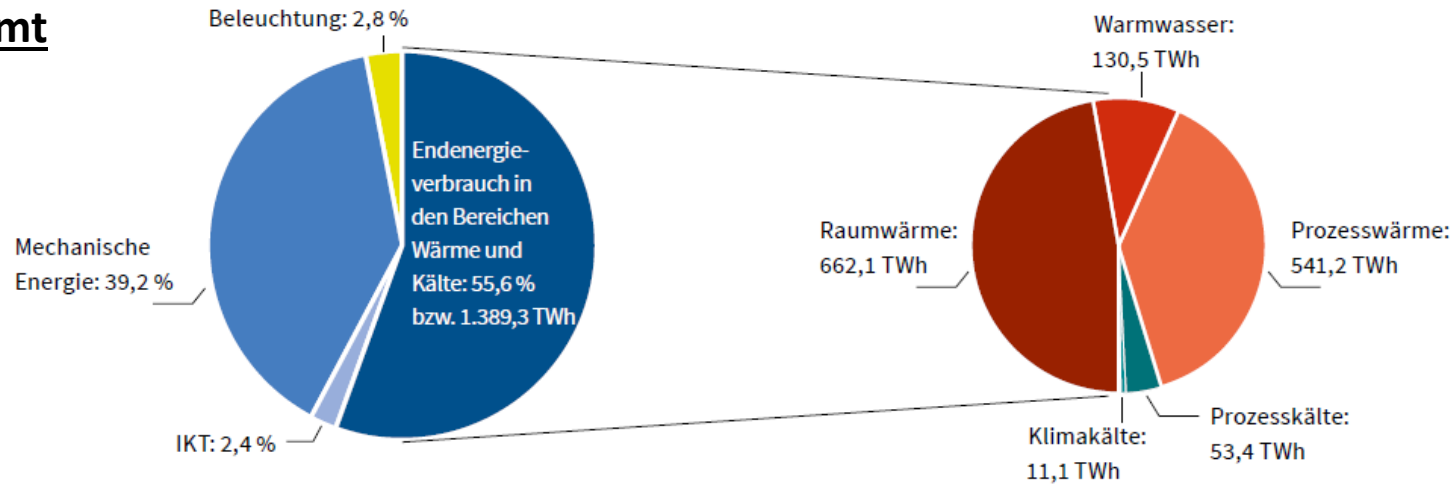 mt
Beleuchtung: 2,8 %
Endenergie-
verbrauch in
den Bereichen
Wärme und
Kälte: 55,6 %
bzw. 1.389,3 TWh
Mechanische
Energie: 39,2 %
IKT: 2,4 %
Warmwasser:
130,5 TWh
Raumwärme:
662,1 TWh
Prozesswärme:
541,2 TWh
Klimakälte:
11,1 TWh
Prozesskälte:
53,4 TWh